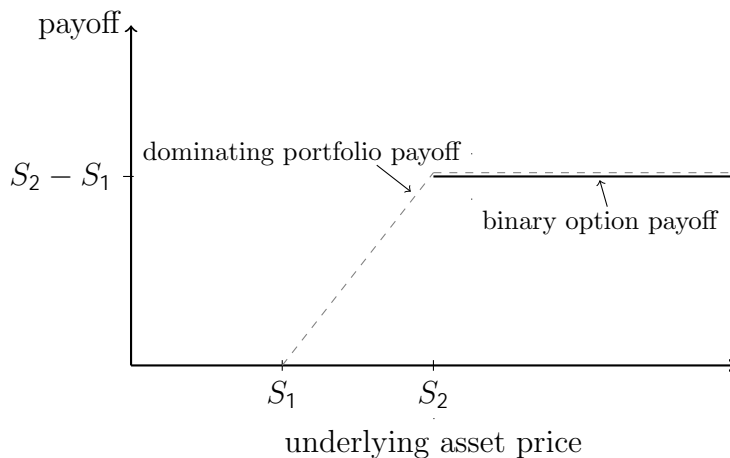 payoff
dominating portfolio payoff
S₂ − S₁
binary option payoff
S₁
S₂
underlying asset price